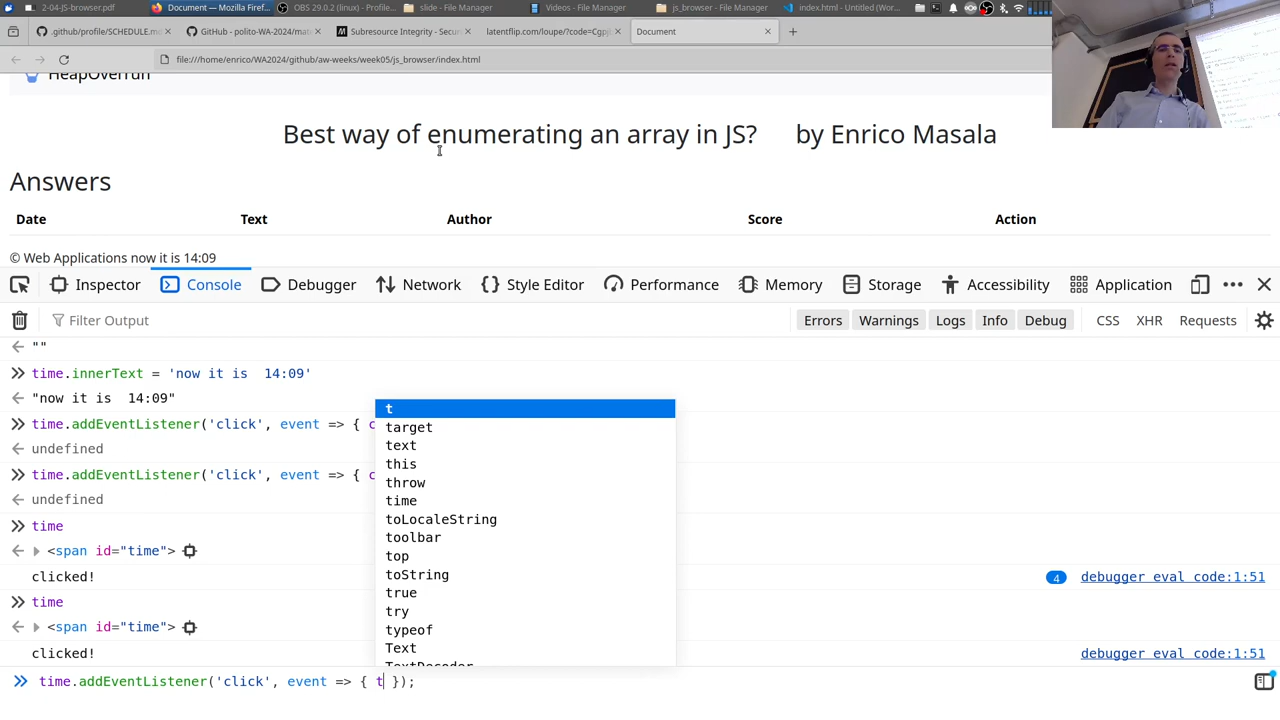 2-04-JS-browser.pdf
Document — Mozilla Firef...
OBS 29.0.2 (linux) - Profile...
slide - File Manager
Videos - File Manager
js_browser - File Manager
index.html - Untitled (Wor...
.github/profile/SCHEDULE.m
GitHub - polito-WA-2024/mat
Subresource Integrity - Secur
latentflip.com/loupe/?code=Cgpj
Document
file:///home/enrico/WA2024/github/aw-weeks/week05/js_browser/index.html
HeapOverrun
Best way of enumerating an array in JS? by Enrico Masala
Answers
Date Text Author Score Action
© Web Applications now it is 14:09
Inspector Console Debugger Network Style Editor Performance Memory Storage Accessibility Application
Filter Output
Errors Warnings Logs Info Debug CSS XHR Requests
""
time.innerText = 'now it is  14:09'
"now it is  14:09"
time.addEventListener('click', event => { c
undefined
time.addEventListener('click', event => { c
undefined
time
<span id="time">
clicked!
4 debugger eval code:1:51
time
<span id="time">
clicked!
debugger eval code:1:51
t
target
text
this
throw
time
toLocaleString
toolbar
top
toString
true
try
typeof
Text
TextDecoder
time.addEventListener('click', event => { t });